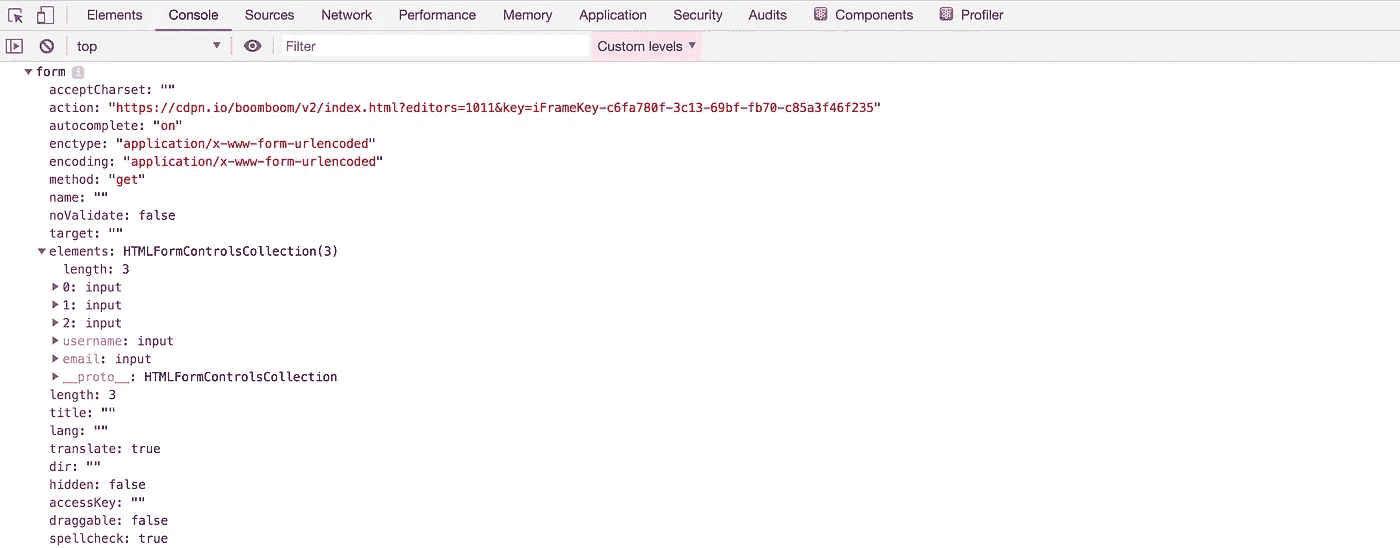 Elements Console Sources Network Performance Memory Application Security Audits Components Profiler
top Filter Custom levels
form i
acceptCharset: ""
action: "https://cdpn.io/boomboom/v2/index.html?editors=1011&key=iFrameKey-c6fa780f-3c13-69bf-fb70-c85a3f46f235"
autocomplete: "on"
enctype: "application/x-www-form-urlencoded"
encoding: "application/x-www-form-urlencoded"
method: "get"
name: ""
noValidate: false
target: ""
elements: HTMLFormControlsCollection(3)
length: 3
0: input
1: input
2: input
username: input
email: input
__proto__: HTMLFormControlsCollection
length: 3
title: ""
lang: ""
translate: true
dir: ""
hidden: false
accessKey: ""
draggable: false
spellcheck: true